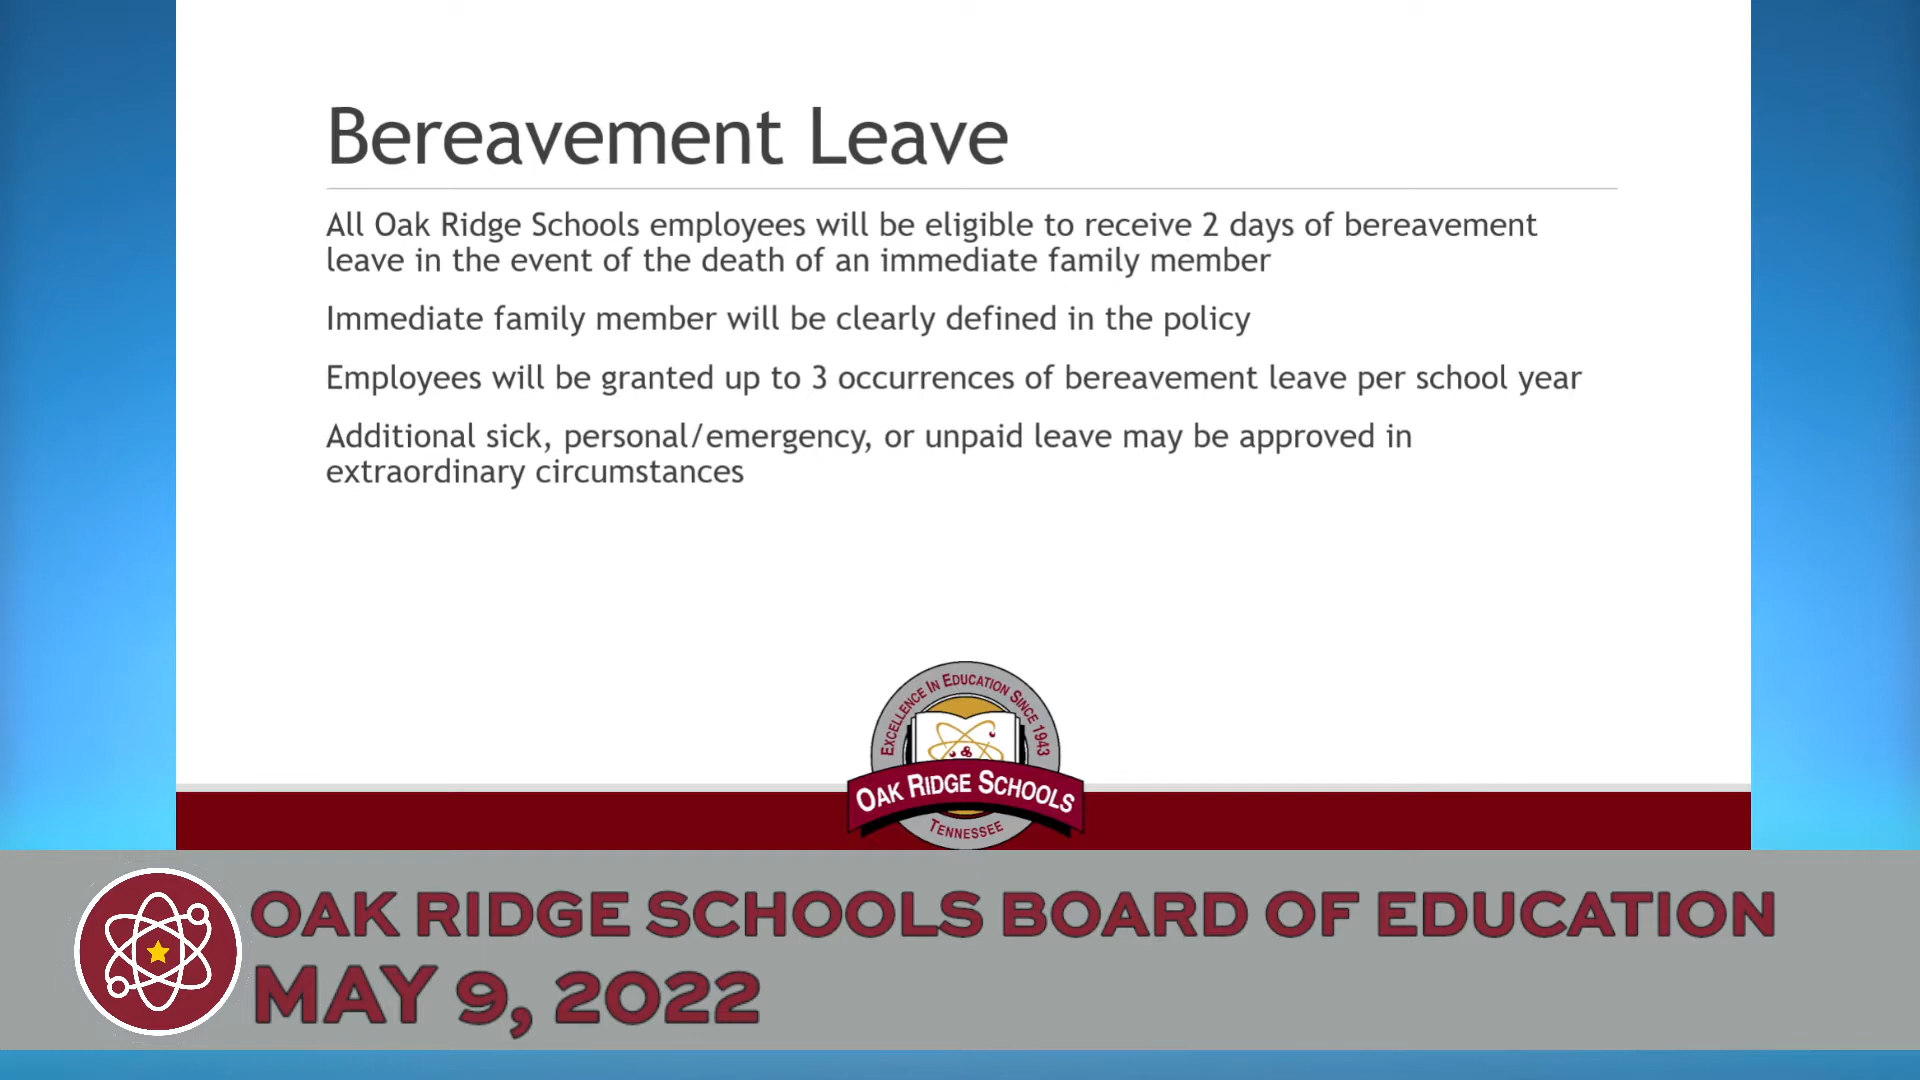 Bereavement Leave
All Oak Ridge Schools employees will be eligible to receive 2 days of bereavement
leave in the event of the death of an immediate family member
Immediate family member will be clearly defined in the policy
Employees will be granted up to 3 occurrences of bereavement leave per school year
Additional sick, personal/emergency, or unpaid leave may be approved in
extraordinary circumstances
EXCELLENCE IN EDUCATION SINCE 1943
OAK RIDGE SCHOOLS
TENNESSEE
OAK RIDGE SCHOOLS BOARD OF EDUCATION
MAY 9, 2022